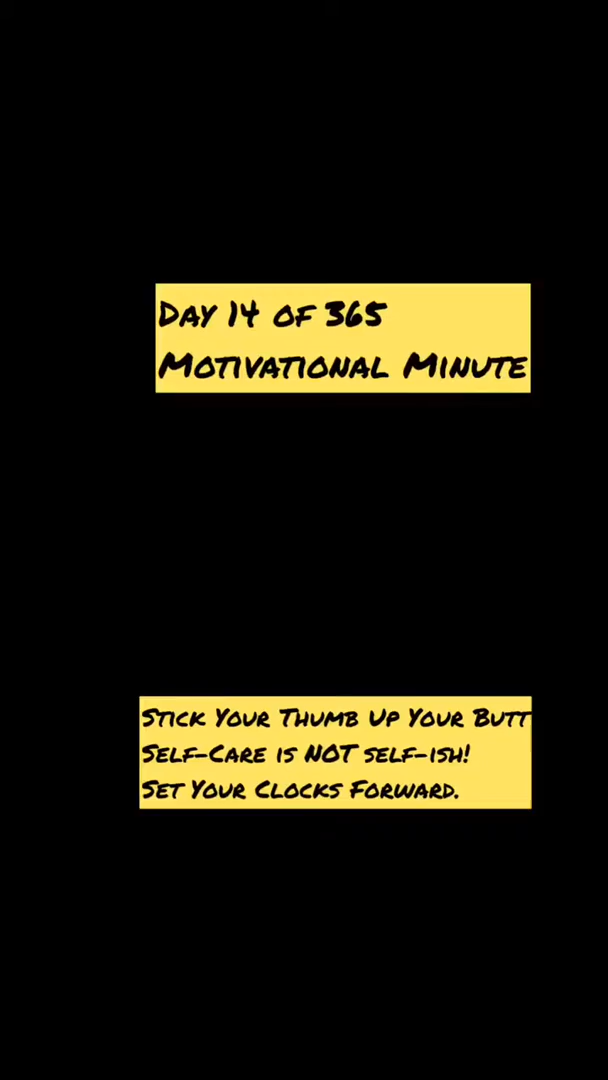 Day 14 of 365
Motivational Minute
Stick Your Thumb Up Your Butt
Self-Care is NOT self-ish!
Set Your Clocks Forward.